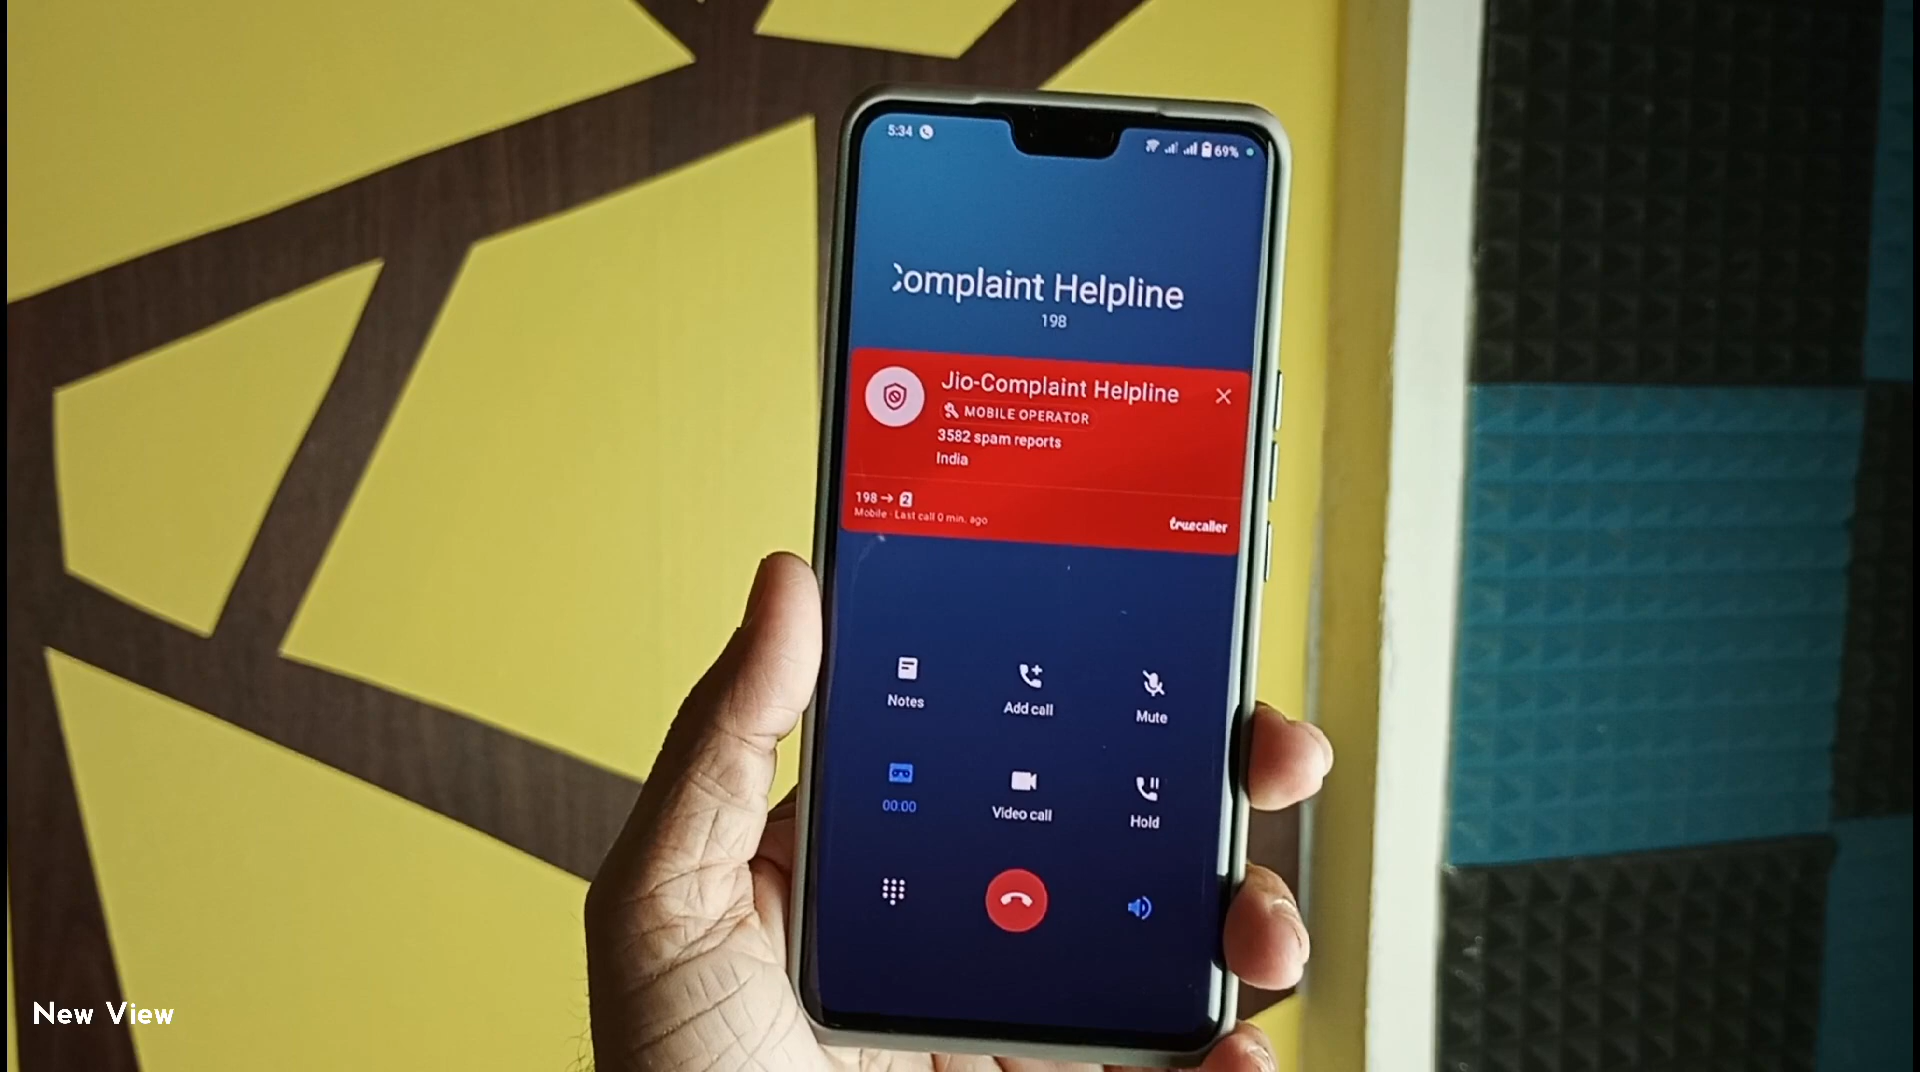 5:34
69%
Complaint Helpline
198
Jio-Complaint Helpline
MOBILE OPERATOR
3582 spam reports
India
198 → 2
Mobile · Last call 0 min. ago
truecaller
Notes
Add call
Mute
00:00
Video call
Hold
New View